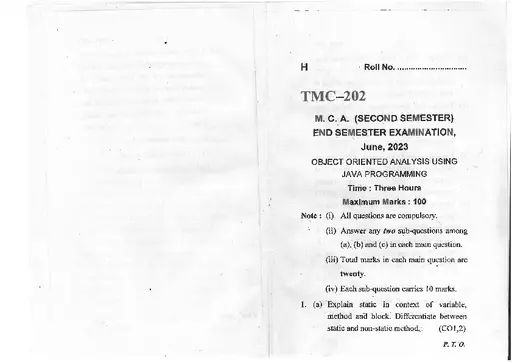 H Roll No. ..............................
TMC–202
M. C. A. (SECOND SEMESTER)
END SEMESTER EXAMINATION,
June, 2023
OBJECT ORIENTED ANALYSIS USING
JAVA PROGRAMMING
Time : Three Hours
Maximum Marks : 100
Note : (i) All questions are compulsory.
(ii) Answer any two sub-questions among
(a), (b) and (c) in each main question.
(iii) Total marks in each main question are
twenty.
(iv) Each sub-question carries 10 marks.
1. (a) Explain static in context of variable,
method and block. Differentiate between
static and non-static method. (CO1,2)
P. T. O.